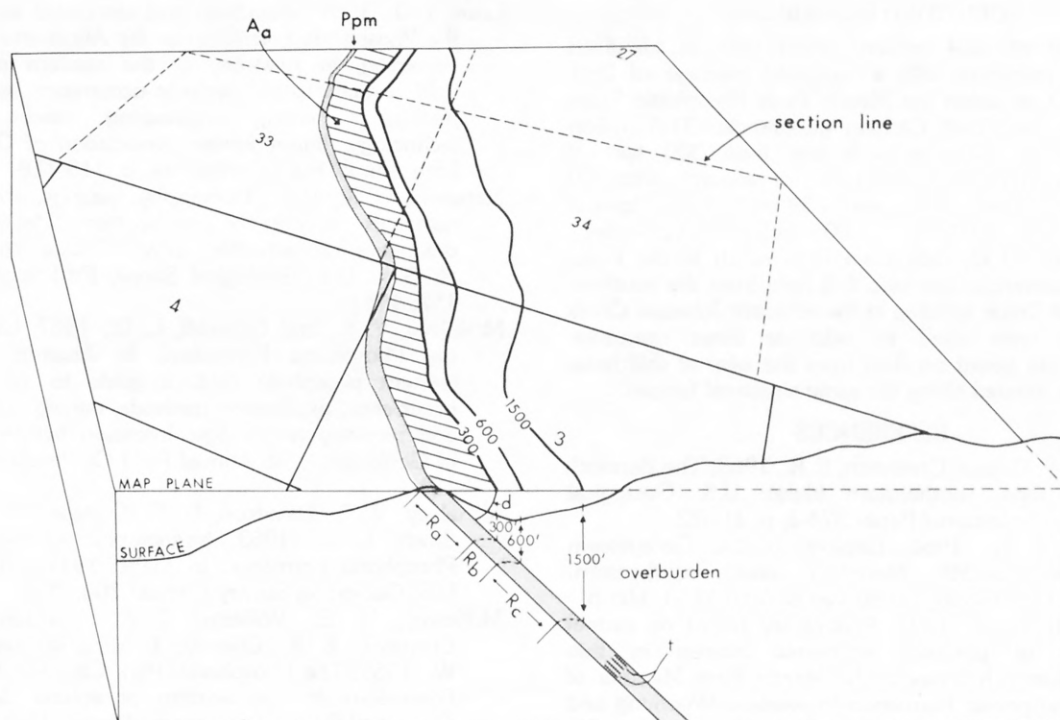 Ppm
Aa
27
section line
33
34
4
1500
3
600
300
MAP PLANE
d
300'
600'
Ra
SURFACE
1500'
Rb
overburden
Rc
t